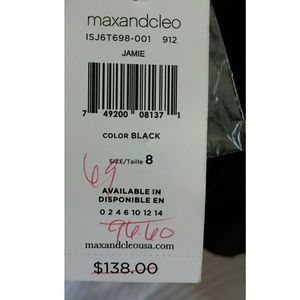 maxandcleo
ISJ6T698-001 912
JAMIE
7 49200 08137 1
COLOR BLACK
SIZE/Taille 8
69
AVAILABLE IN
DISPONIBLE EN
0 2 4 6 10 12 14
96.60
maxandcleousa.com
$138.00